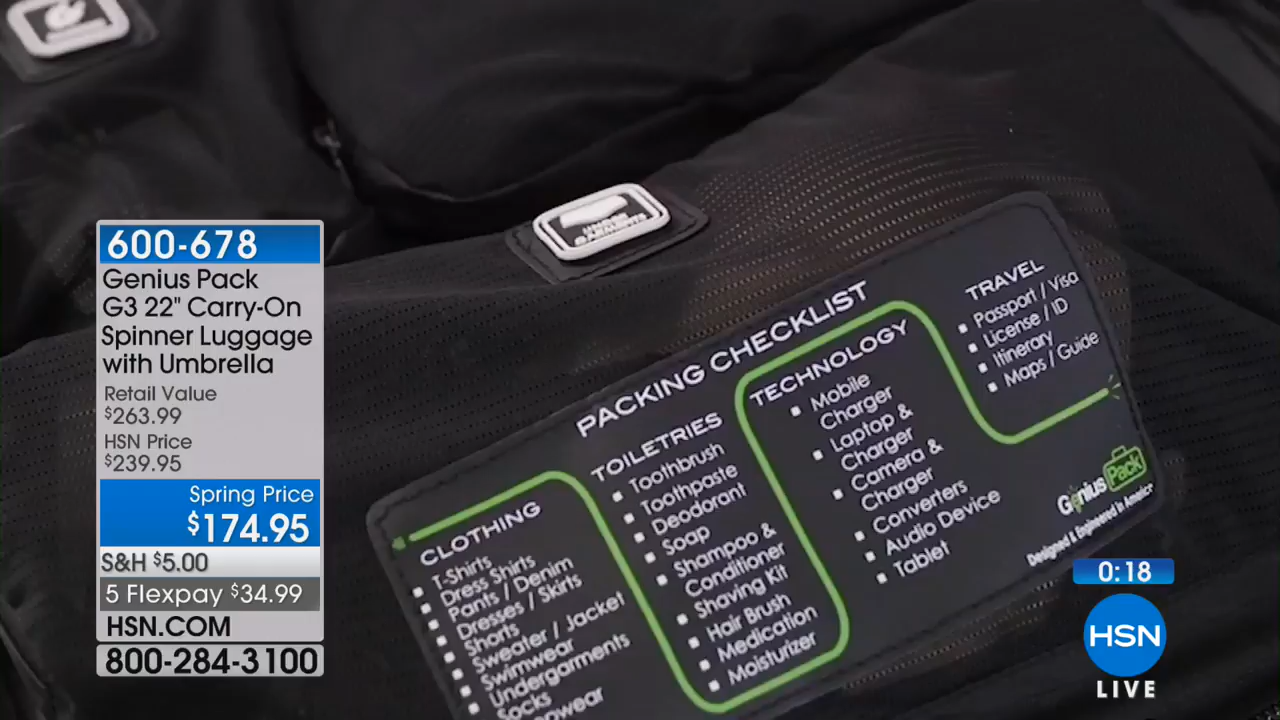 600-678
Genius Pack
G3 22" Carry-On
Spinner Luggage
with Umbrella
Retail Value
$263.99
HSN Price
$239.95
Spring Price
$174.95
S&H $5.00
5 Flexpay $34.99
HSN.COM
800-284-3100
PACKING CHECKLIST
CLOTHING
T-Shirts
Dress Shirts
Pants / Denim
Dresses / Skirts
Shorts
Sweater / Jacket
Swimwear
Undergarments
Socks
TOILETRIES
Toothbrush
Toothpaste
Deodorant
Soap
Shampoo &
Conditioner
Shaving Kit
Hair Brush
Medication
Moisturizer
TECHNOLOGY
Mobile
Charger
Laptop &
Charger
Camera &
Charger
Converters
Audio Device
Tablet
TRAVEL
Passport / Visa
License / ID
Itinerary
Maps / Guide
Genius Pack
Designed & Engineered in America
0:18
HSN
LIVE